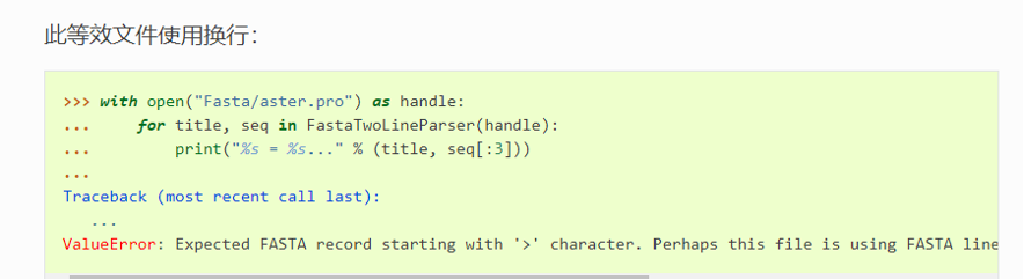 此等效文件使用换行：
>>> with open("Fasta/aster.pro") as handle:
...     for title, seq in FastaTwoLineParser(handle):
...         print("%s = %s..." % (title, seq[:3]))
...
Traceback (most recent call last):
   ...
ValueError: Expected FASTA record starting with '>' character. Perhaps this file is using FASTA line